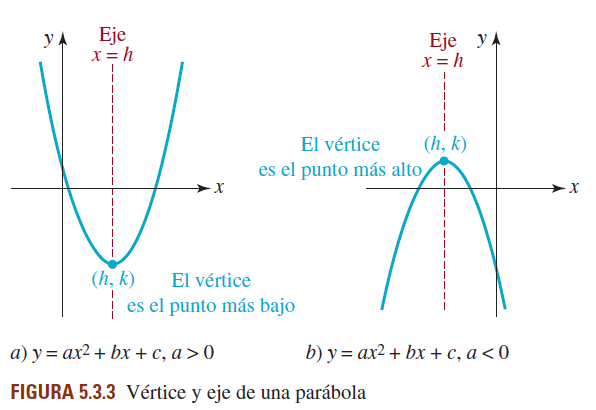 y
Eje
x = h
x
(h, k)
El vértice
es el punto más bajo
a) y = ax² + bx + c, a > 0
y
Eje
x = h
El vértice
es el punto más alto
(h, k)
x
b) y = ax² + bx + c, a < 0
FIGURA 5.3.3 Vértice y eje de una parábola